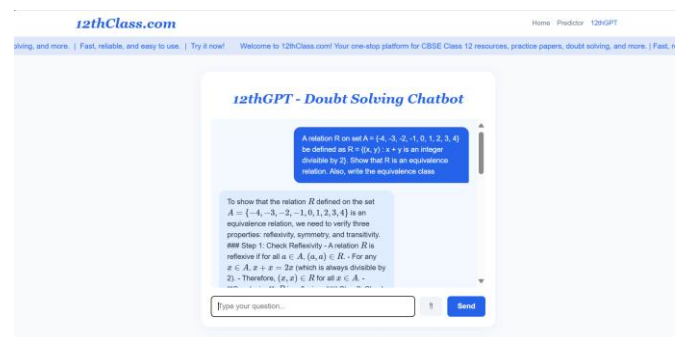 12thClass.com
Home Predictor 12thGPT
olving, and more. | Fast, reliable, and easy to use. | Try it now! Welcome to 12thClass.com! Your one-stop platform for CBSE Class 12 resources, practice papers, doubt solving, and more. | Fast, r
12thGPT - Doubt Solving Chatbot
A relation R on set A = {-4, -3, -2, -1, 0, 1, 2, 3, 4}
be defined as R = {(x, y) : x + y is an integer
divisible by 2}. Show that R is an equivalence
relation. Also, write the equivalence class
To show that the relation R defined on the set
A = {−4, −3, −2, −1, 0, 1, 2, 3, 4} is an
equivalence relation, we need to verify three
properties: reflexivity, symmetry, and transitivity.
### Step 1: Check Reflexivity - A relation R is
reflexive if for all a ∈ A, (a, a) ∈ R. - For any
x ∈ A, x + x = 2x (which is always divisible by
2). - Therefore, (x, x) ∈ R for all x ∈ A. -
Type your question...
Send